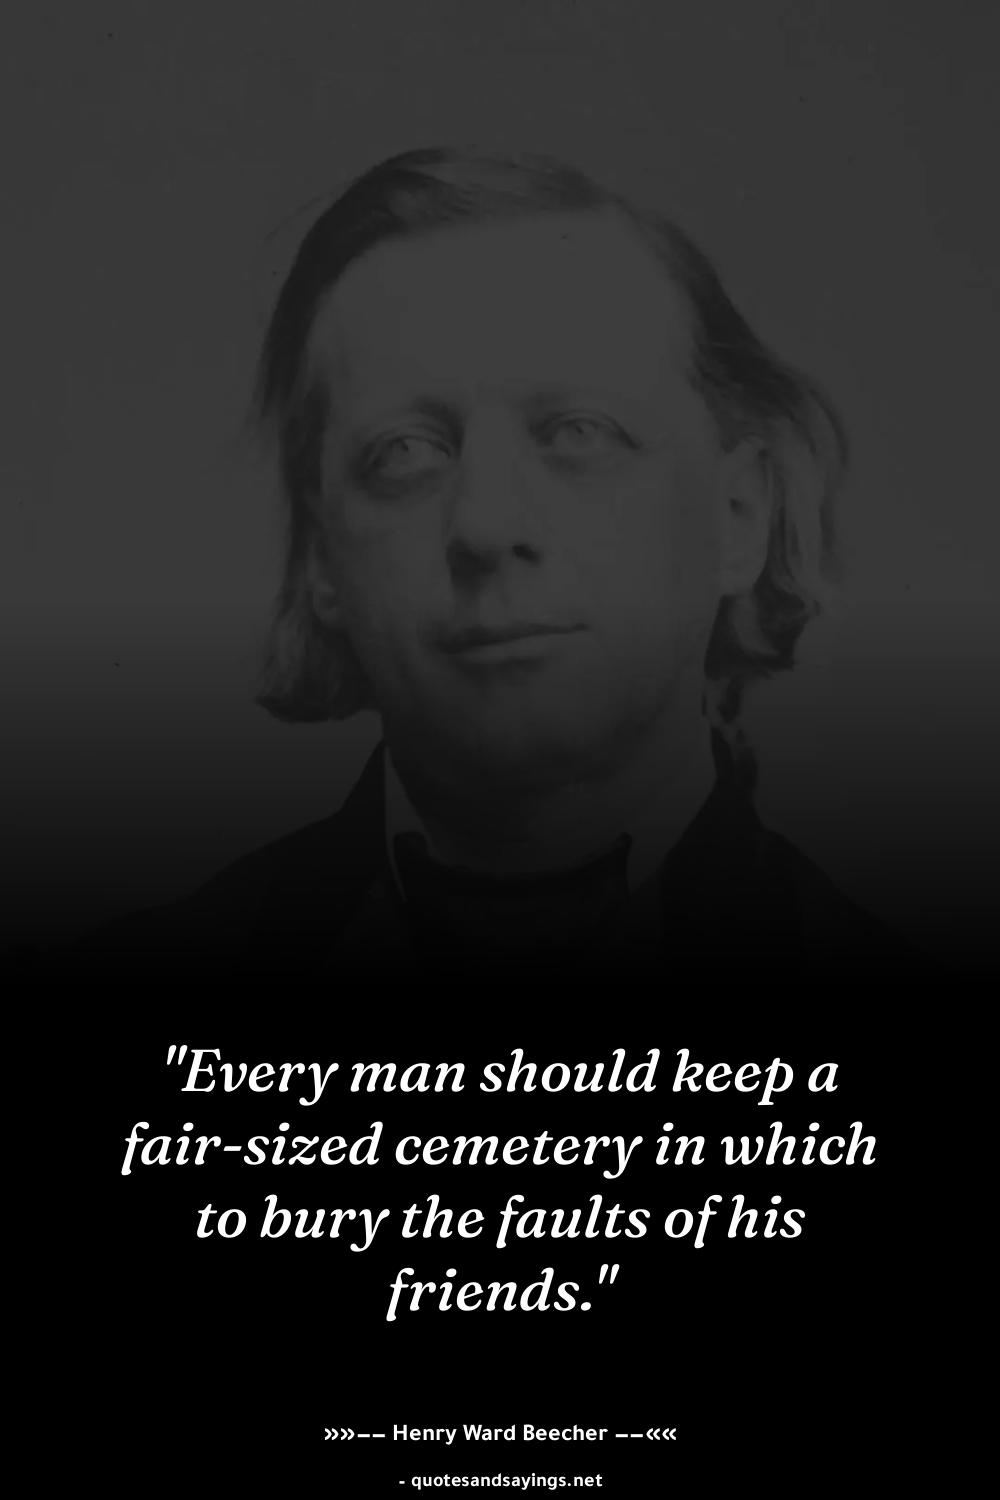 "Every man should keep a
fair-sized cemetery in which
to bury the faults of his
friends."
»»-- Henry Ward Beecher --««
- quotesandsayings.net